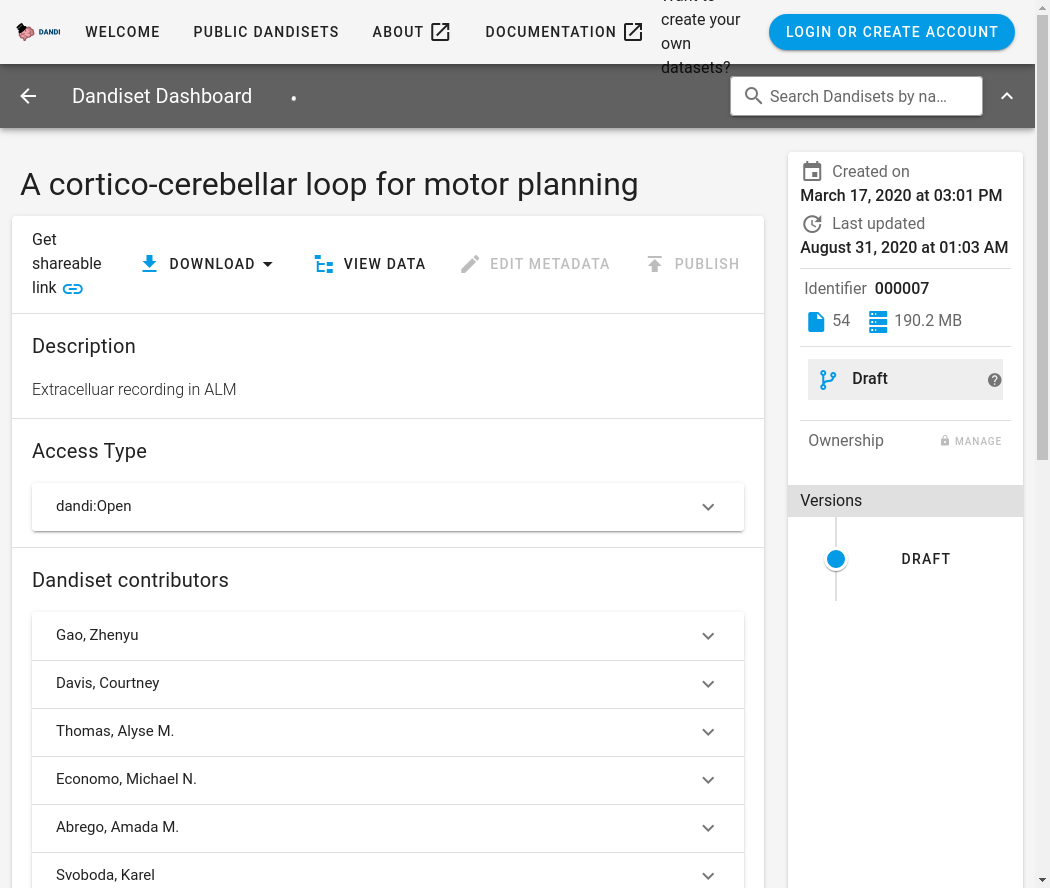 DANDI
WELCOME
PUBLIC DANDISETS
ABOUT
DOCUMENTATION
create your
own
datasets?
LOGIN OR CREATE ACCOUNT
Dandiset Dashboard
Search Dandisets by na…
A cortico-cerebellar loop for motor planning
Get
shareable
link
DOWNLOAD
VIEW DATA
EDIT METADATA
PUBLISH
Description
Extracelluar recording in ALM
Access Type
dandi:Open
Dandiset contributors
Gao, Zhenyu
Davis, Courtney
Thomas, Alyse M.
Economo, Michael N.
Abrego, Amada M.
Svoboda, Karel
Created on
March 17, 2020 at 03:01 PM
Last updated
August 31, 2020 at 01:03 AM
Identifier 000007
54 190.2 MB
Draft
Ownership
MANAGE
Versions
DRAFT